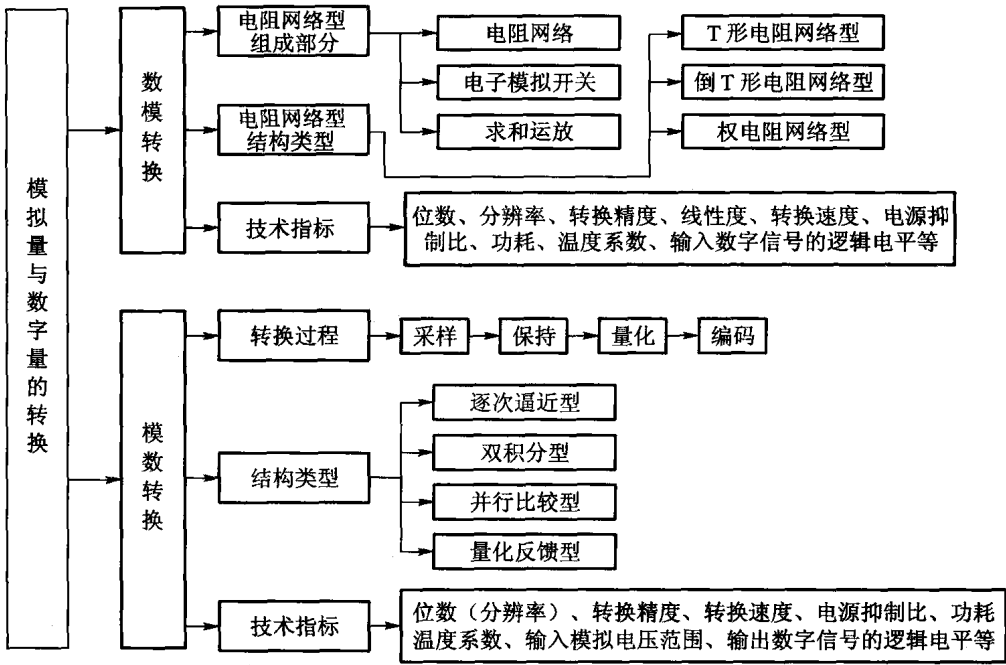 模拟量与数字量的转换
数模转换
电阻网络型
组成部分
电阻网络
电子模拟开关
求和运放
电阻网络型
结构类型
T形电阻网络型
倒T形电阻网络型
权电阻网络型
技术指标
位数、分辨率、转换精度、线性度、转换速度、电源抑
制比、功耗、温度系数、输入数字信号的逻辑电平等
模数转换
转换过程
采样
保持
量化
编码
结构类型
逐次逼近型
双积分型
并行比较型
量化反馈型
技术指标
位数（分辨率）、转换精度、转换速度、电源抑制比、功耗
温度系数、输入模拟电压范围、输出数字信号的逻辑电平等